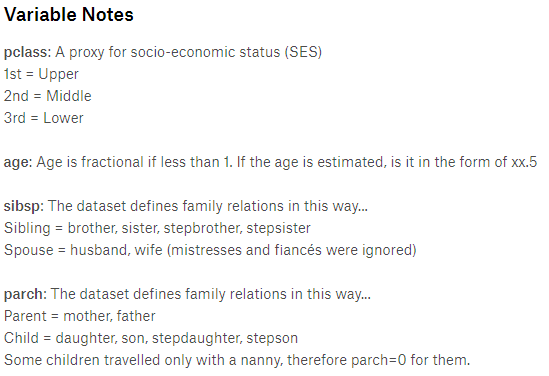 Variable Notes
pclass: A proxy for socio-economic status (SES)
1st = Upper
2nd = Middle
3rd = Lower
age: Age is fractional if less than 1. If the age is estimated, is it in the form of xx.5
sibsp: The dataset defines family relations in this way...
Sibling = brother, sister, stepbrother, stepsister
Spouse = husband, wife (mistresses and fiancés were ignored)
parch: The dataset defines family relations in this way...
Parent = mother, father
Child = daughter, son, stepdaughter, stepson
Some children travelled only with a nanny, therefore parch=0 for them.